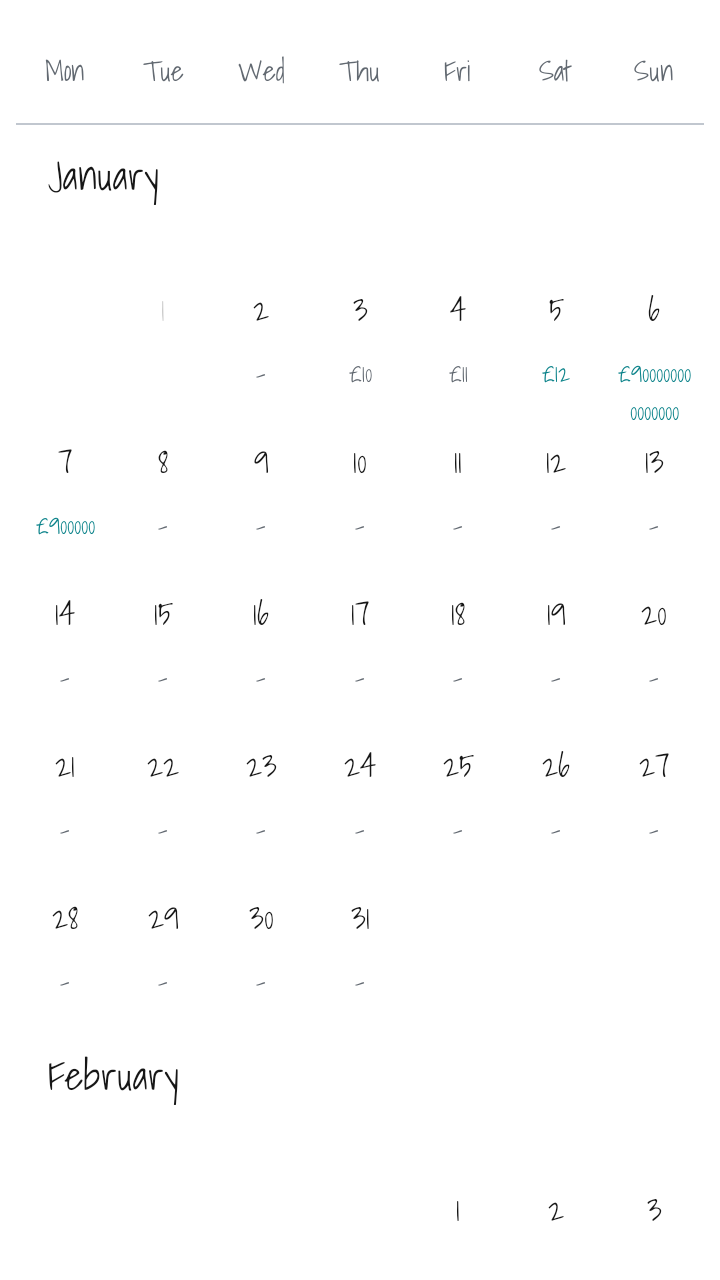 Mon Tue Wed Thu Fri Sat Sun
January
1 2 3 4 5 6
- £10 £11 £12 £90000000
0000000
7 8 9 10 11 12 13
£900000 - - - - - -
14 15 16 17 18 19 20
- - - - - - -
21 22 23 24 25 26 27
- - - - - - -
28 29 30 31
- - - -
February
1 2 3